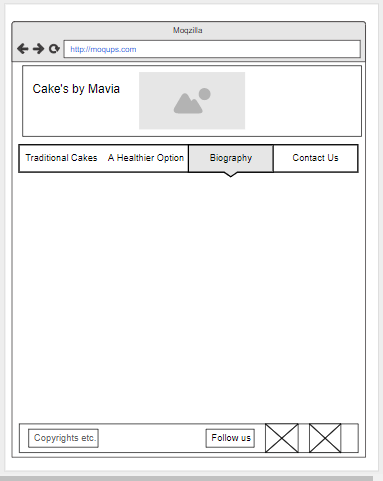 Moqzilla
http://moqups.com
Cake's by Mavia
Traditional Cakes A Healthier Option Biography Contact Us
Copyrights etc. Follow us